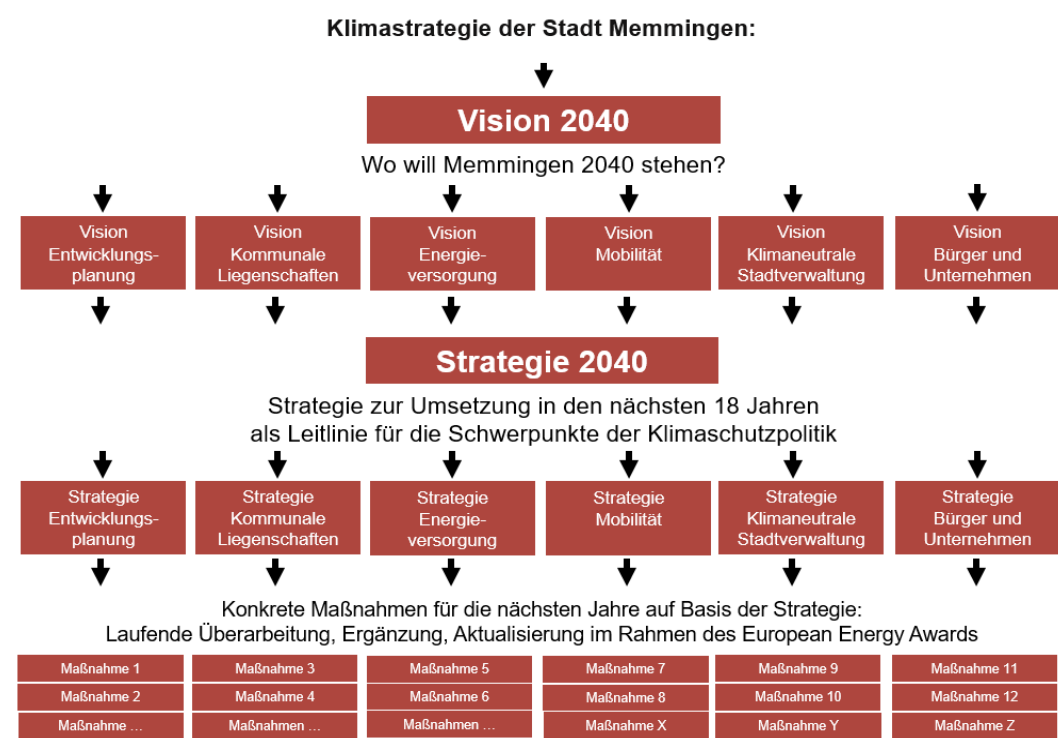 Klimastrategie der Stadt Memmingen:
Vision 2040
Wo will Memmingen 2040 stehen?
Vision
Entwicklungs-
planung
Vision
Kommunale
Liegenschaften
Vision
Energie-
versorgung
Vision
Mobilität
Vision
Klimaneutrale
Stadtverwaltung
Vision
Bürger und
Unternehmen
Strategie 2040
Strategie zur Umsetzung in den nächsten 18 Jahren
als Leitlinie für die Schwerpunkte der Klimaschutzpolitik
Strategie
Entwicklungs-
planung
Strategie
Kommunale
Liegenschaften
Strategie
Energie-
versorgung
Strategie
Mobilität
Strategie
Klimaneutrale
Stadtverwaltung
Strategie
Bürger und
Unternehmen
Konkrete Maßnahmen für die nächsten Jahre auf Basis der Strategie:
Laufende Überarbeitung, Ergänzung, Aktualisierung im Rahmen des European Energy Awards
Maßnahme 1
Maßnahme 3
Maßnahme 5
Maßnahme 7
Maßnahme 9
Maßnahme 11
Maßnahme 2
Maßnahme 4
Maßnahme 6
Maßnahme 8
Maßnahme 10
Maßnahme 12
Maßnahme ...
Maßnahmen ...
Maßnahmen ...
Maßnahme X
Maßnahme Y
Maßnahme Z